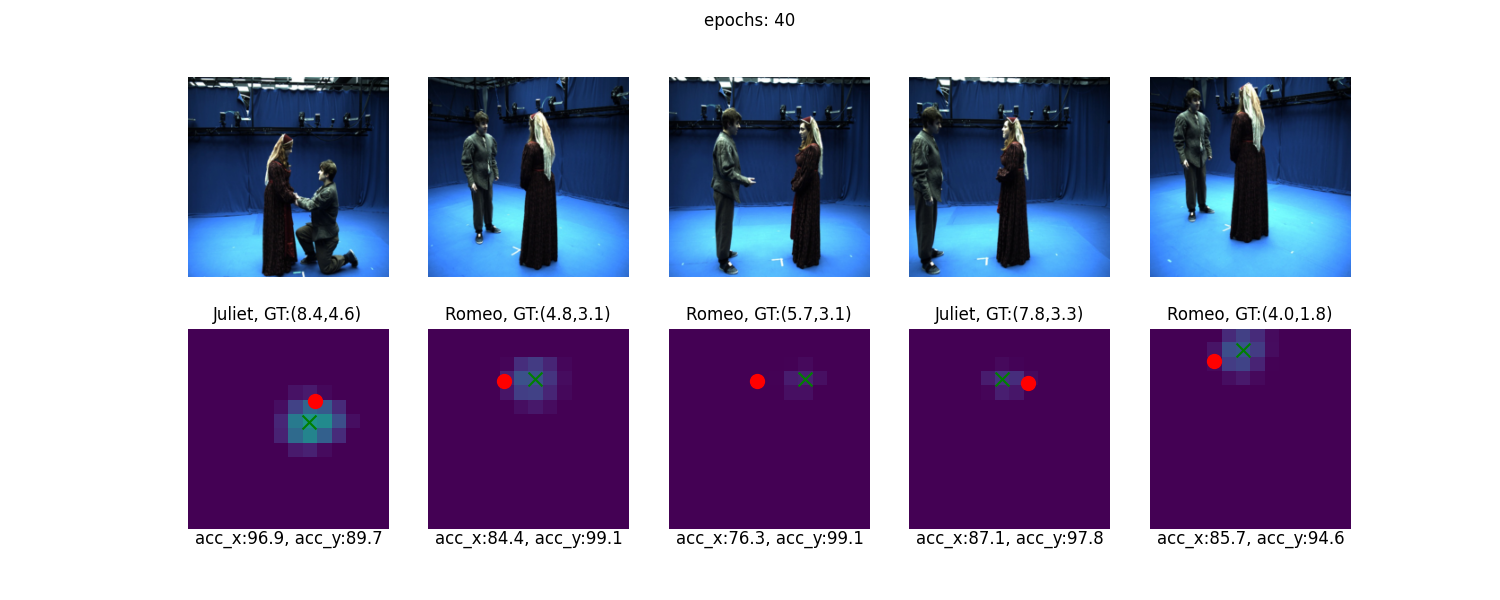 epochs: 40
Juliet, GT:(8.4,4.6)
Romeo, GT:(4.8,3.1)
Romeo, GT:(5.7,3.1)
Juliet, GT:(7.8,3.3)
Romeo, GT:(4.0,1.8)
acc_x:96.9, acc_y:89.7
acc_x:84.4, acc_y:99.1
acc_x:76.3, acc_y:99.1
acc_x:87.1, acc_y:97.8
acc_x:85.7, acc_y:94.6